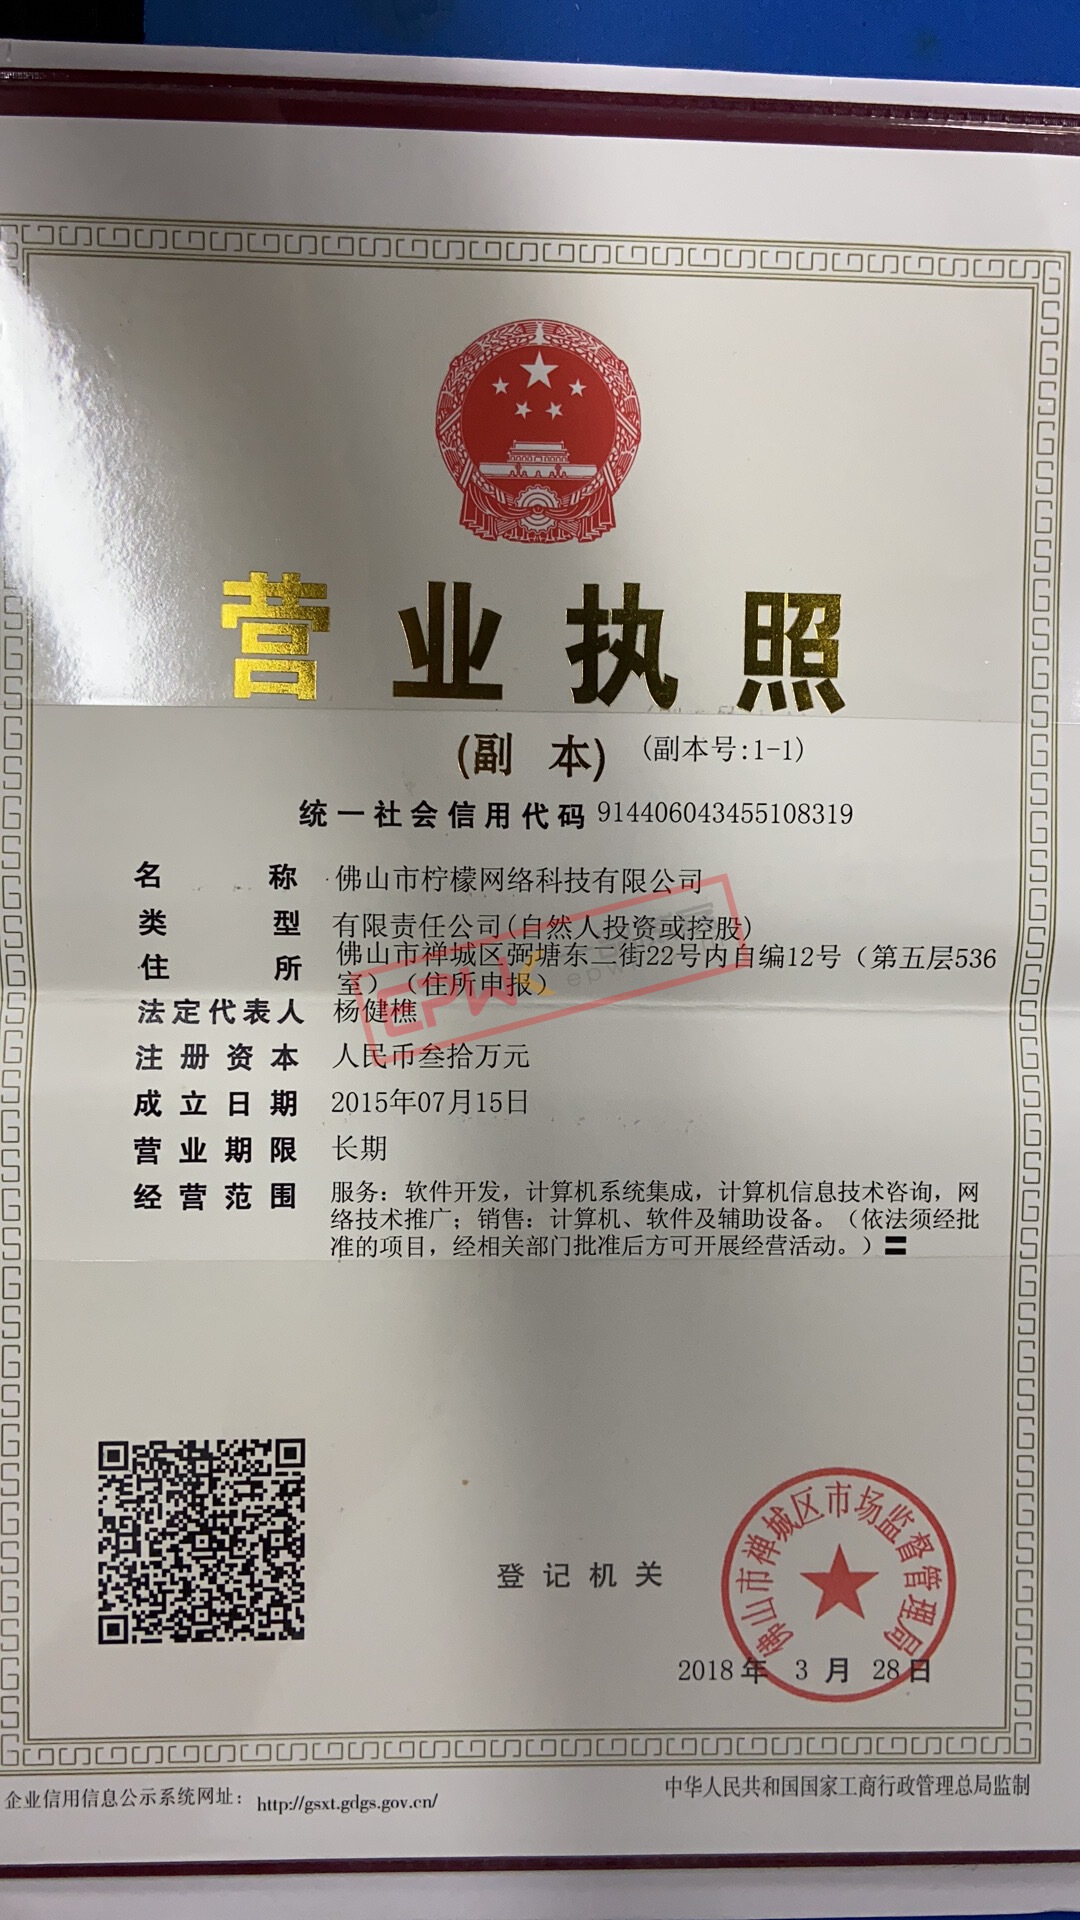 营业执照
(副 本) (副本号:1-1)
统一社会信用代码 914406043455108319
名称 佛山市柠檬网络科技有限公司
类型 有限责任公司(自然人投资或控股)
住所 佛山市禅城区弼塘东二街22号内自编12号（第五层536
室）（住所申报）
法定代表人 杨健樵
注册资本 人民币叁拾万元
成立日期 2015年07月15日
营业期限 长期
经营范围 服务：软件开发，计算机系统集成，计算机信息技术咨询，网
络技术推广；销售：计算机、软件及辅助设备。（依法须经批
准的项目，经相关部门批准后方可开展经营活动。）〓
EPWK
epwk
登记机关
佛山市禅城区市场监督管理局
2018 年 3 月 28 日
企业信用信息公示系统网址： http://gsxt.gdgs.gov.cn/
中华人民共和国国家工商行政管理总局监制